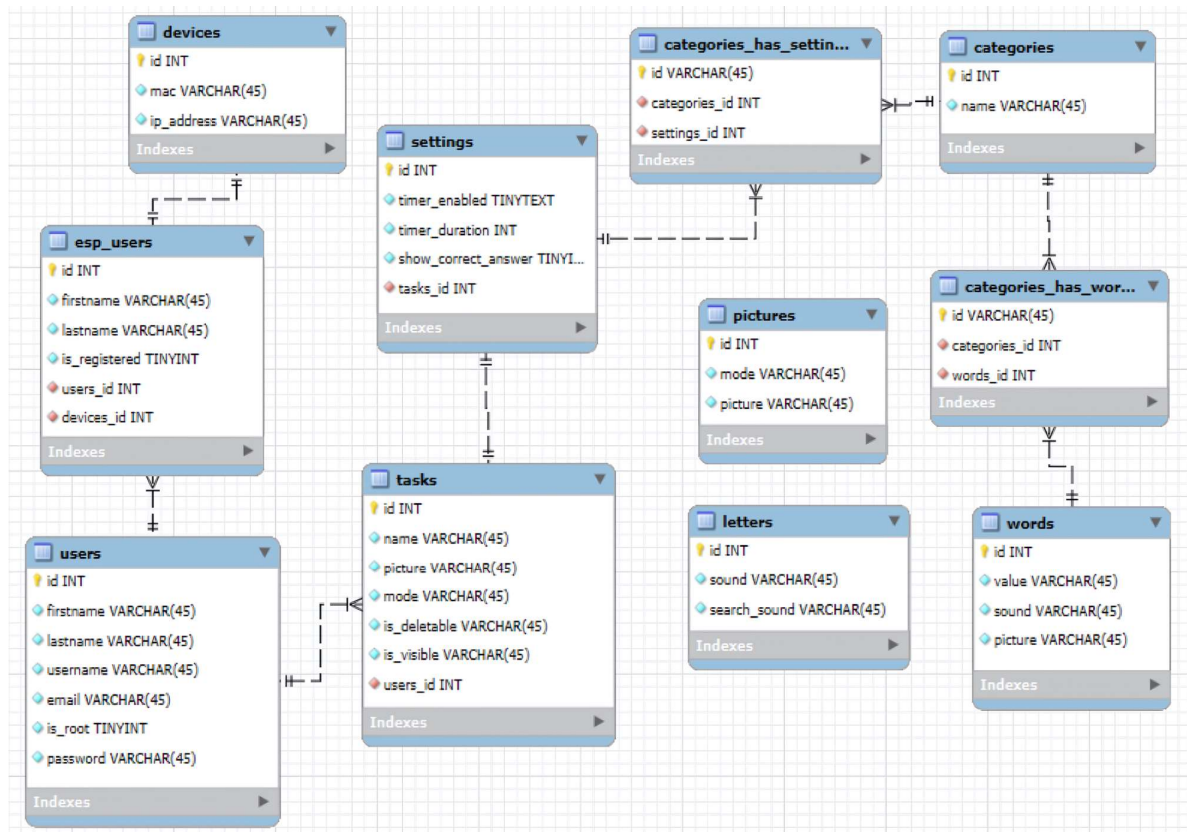 devices
id INT
mac VARCHAR(45)
ip_address VARCHAR(45)
Indexes
esp_users
id INT
firstname VARCHAR(45)
lastname VARCHAR(45)
is_registered TINYINT
users_id INT
devices_id INT
Indexes
users
id INT
firstname VARCHAR(45)
lastname VARCHAR(45)
username VARCHAR(45)
email VARCHAR(45)
is_root TINYINT
password VARCHAR(45)
Indexes
settings
id INT
timer_enabled TINYTEXT
timer_duration INT
show_correct_answer TINYI...
tasks_id INT
Indexes
tasks
id INT
name VARCHAR(45)
picture VARCHAR(45)
mode VARCHAR(45)
is_deletable VARCHAR(45)
is_visible VARCHAR(45)
users_id INT
Indexes
categories_has_settin...
id VARCHAR(45)
categories_id INT
settings_id INT
Indexes
pictures
id INT
mode VARCHAR(45)
picture VARCHAR(45)
Indexes
letters
id INT
sound VARCHAR(45)
search_sound VARCHAR(45)
Indexes
categories
id INT
name VARCHAR(45)
Indexes
categories_has_wor...
id VARCHAR(45)
categories_id INT
words_id INT
Indexes
words
id INT
value VARCHAR(45)
sound VARCHAR(45)
picture VARCHAR(45)
Indexes